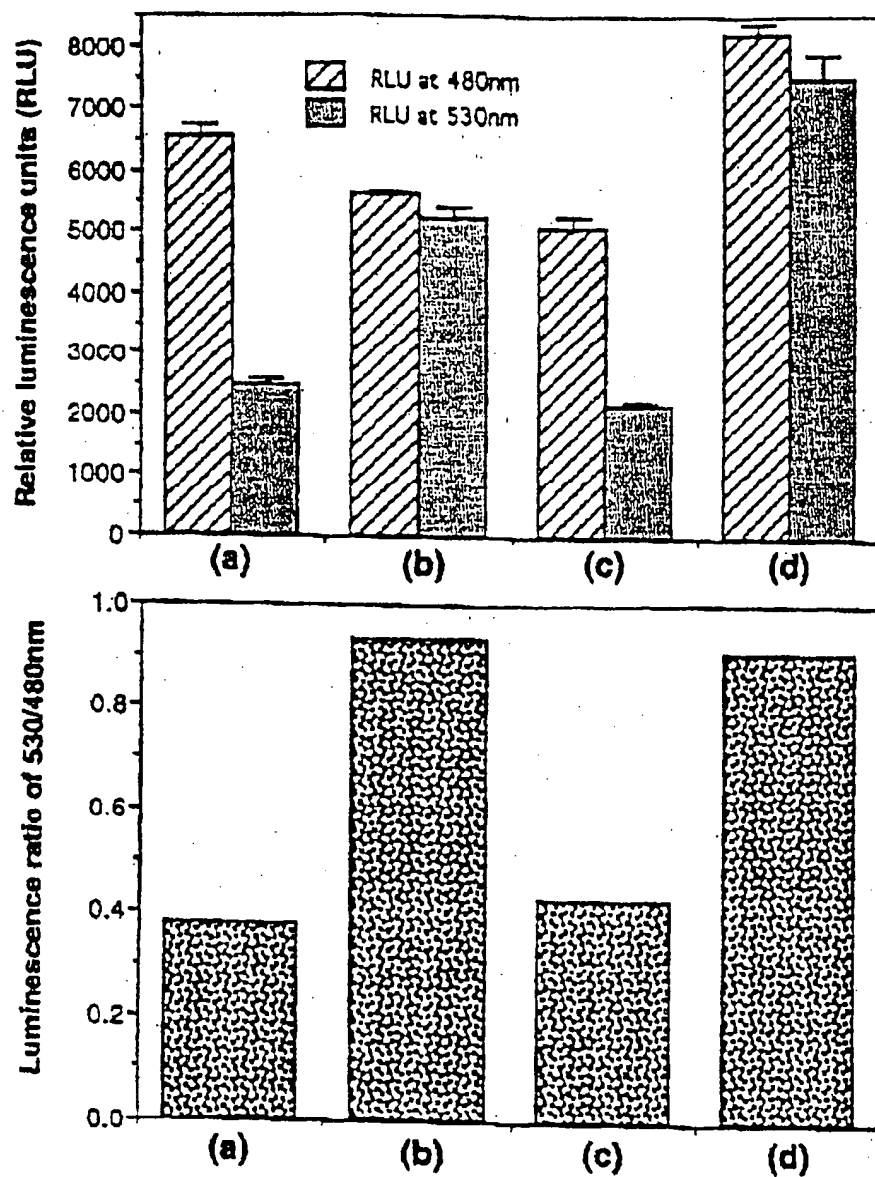 Relative luminescence units (RLU)
8000
7000
6000
5000
4000
3000
2000
1000
0
RLU at 480nm
RLU at 530nm
(a)
(b)
(c)
(d)
Luminescence ratio of 530/480nm
1.0
0.8
0.6
0.4
0.2
0.0
(a)
(b)
(c)
(d)